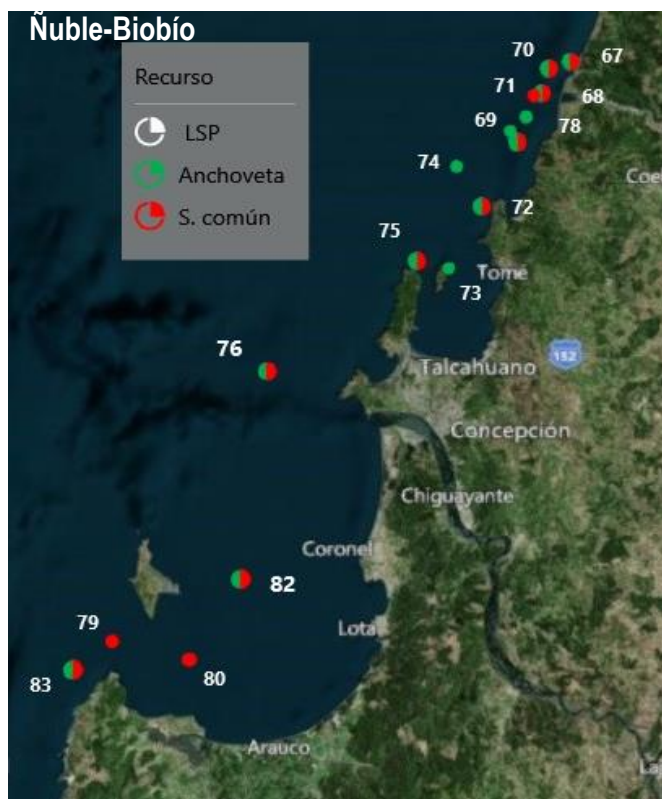 Ñuble-Biobío
Recurso
LSP
Anchoveta
S. común
70
67
71
68
69
78
74
Coe
72
75
Tomé
73
76
152
Talcahuano
Concepción
Chiguayante
Coronel
82
79
Lota
80
83
Arauco
La